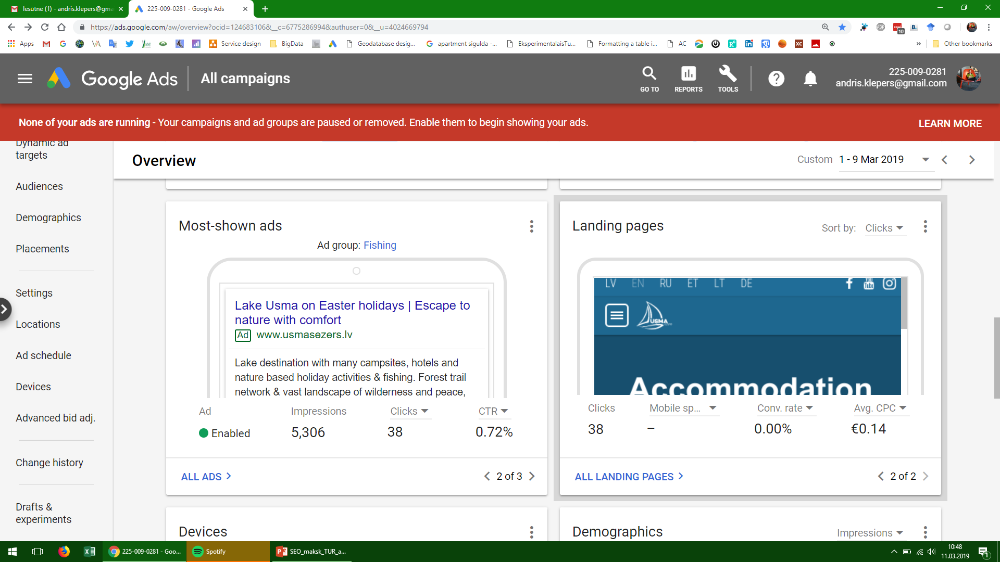 Iesūtne (1) - andris.klepers@gma
225-009-0281 - Google Ads
https://ads.google.com/aw/overview?ocid=124683106&__c=6775286994&authuser=0&__u=4024669794
ABP
10
B.
Apps
Service design
BigData
Geodatabase desig...
apartment sigulda -...
EksperimentalaisTu...
Formatting a table i...
AC
XC
»
Other bookmarks
Google Ads
All campaigns
GO TO
REPORTS
TOOLS
225-009-0281
andris.klepers@gmail.com
None of your ads are running - Your campaigns and ad groups are paused or removed. Enable them to begin showing your ads.
LEARN MORE
Dynamic ad
targets
Audiences
Demographics
Placements
Settings
Locations
Ad schedule
Devices
Advanced bid adj.
Change history
Drafts &
experiments
Overview
Custom 1 - 9 Mar 2019
Most-shown ads
Ad group: Fishing
Lake Usma on Easter holidays | Escape to
nature with comfort
Ad www.usmasezers.lv
Lake destination with many campsites, hotels and
nature based holiday activities & fishing. Forest trail
network & vast landscape of wilderness and peace,
Ad Impressions Clicks CTR
Enabled 5,306 38 0.72%
ALL ADS
2 of 3
Landing pages
Sort by: Clicks
LV EN RU ET LT DE
USMA
Accommodation
Clicks Mobile sp... Conv. rate Avg. CPC
38 – 0.00% €0.14
ALL LANDING PAGES
2 of 2
Devices
Demographics
Impressions
225-009-0281 - Goo...
Spotify
SEO_maksk_TUR_a...
10:48
11.03.2019
1